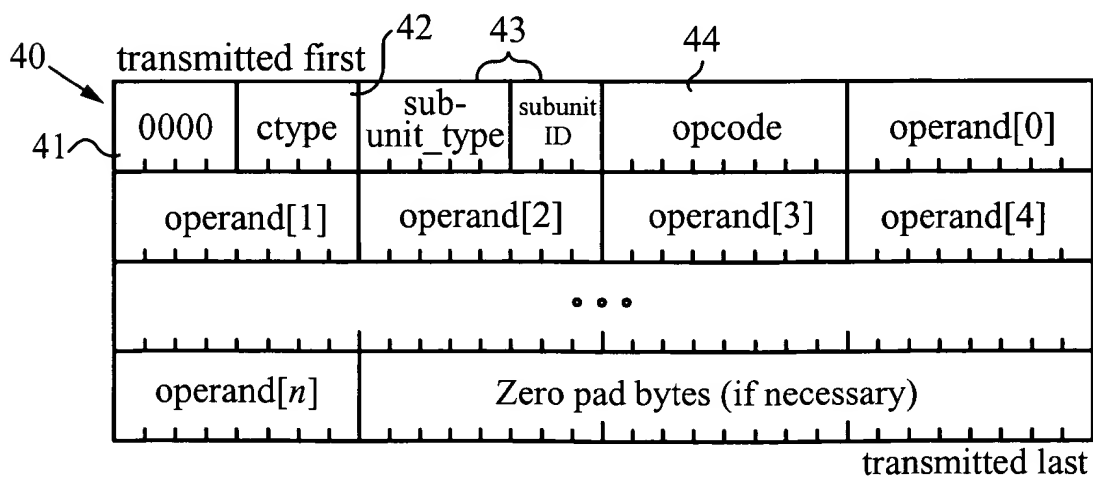 42
43
44
40
transmitted first
0000 ctype sub-
unit_type subunit
ID opcode operand[0]
41
operand[1] operand[2] operand[3] operand[4]
operand[n] Zero pad bytes (if necessary)
transmitted last